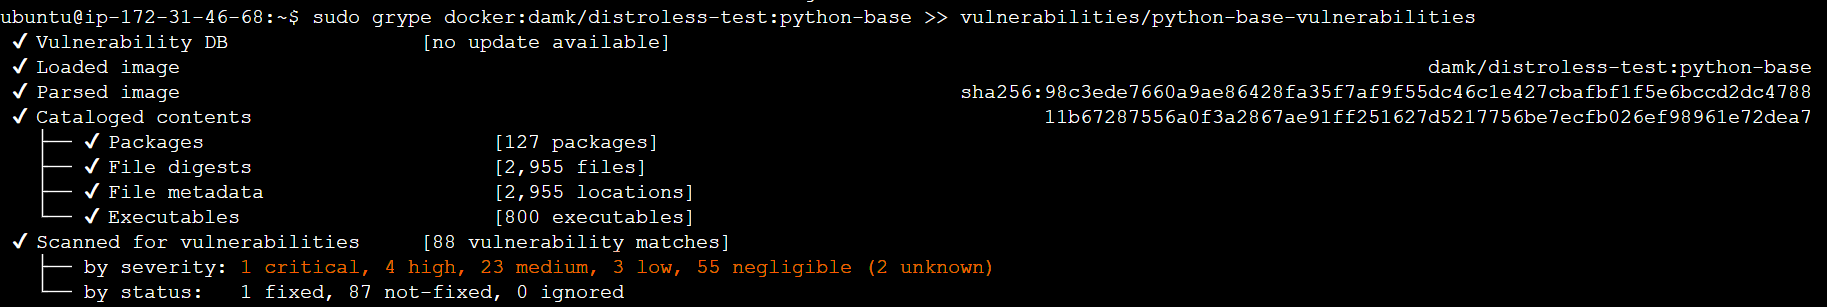 ubuntu@ip-172-31-46-68:~$ sudo grype docker:damk/distroless-test:python-base >> vulnerabilities/python-base-vulnerabilities
✔ Vulnerability DB [no update available]
✔ Loaded image damk/distroless-test:python-base
✔ Parsed image sha256:98c3ede7660a9ae86428fa35f7af9f55dc46c1e427cbafbf1f5e6bccd2dc4788
✔ Cataloged contents 11b67287556a0f3a2867ae91ff251627d5217756be7ecfb026ef98961e72dea7
├── ✔ Packages [127 packages]
├── ✔ File digests [2,955 files]
├── ✔ File metadata [2,955 locations]
└── ✔ Executables [800 executables]
✔ Scanned for vulnerabilities [88 vulnerability matches]
├── by severity: 1 critical, 4 high, 23 medium, 3 low, 55 negligible (2 unknown)
└── by status: 1 fixed, 87 not-fixed, 0 ignored